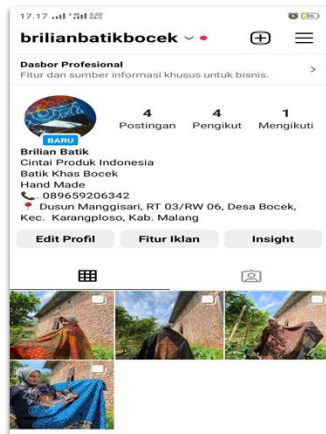 17.17
brilianbatikbocek
Dasbor Profesional
Fitur dan sumber informasi khusus untuk bisnis.
4 4 1
Postingan Pengikut Mengikuti
BARU
Brilian Batik
Cintai Produk Indonesia
Batik Khas Bocek
Hand Made
. 089659206342
Dusun Manggisari, RT 03/RW 06, Desa Bocek,
Kec. Karangploso, Kab. Malang
Edit Profil Fitur Iklan Insight